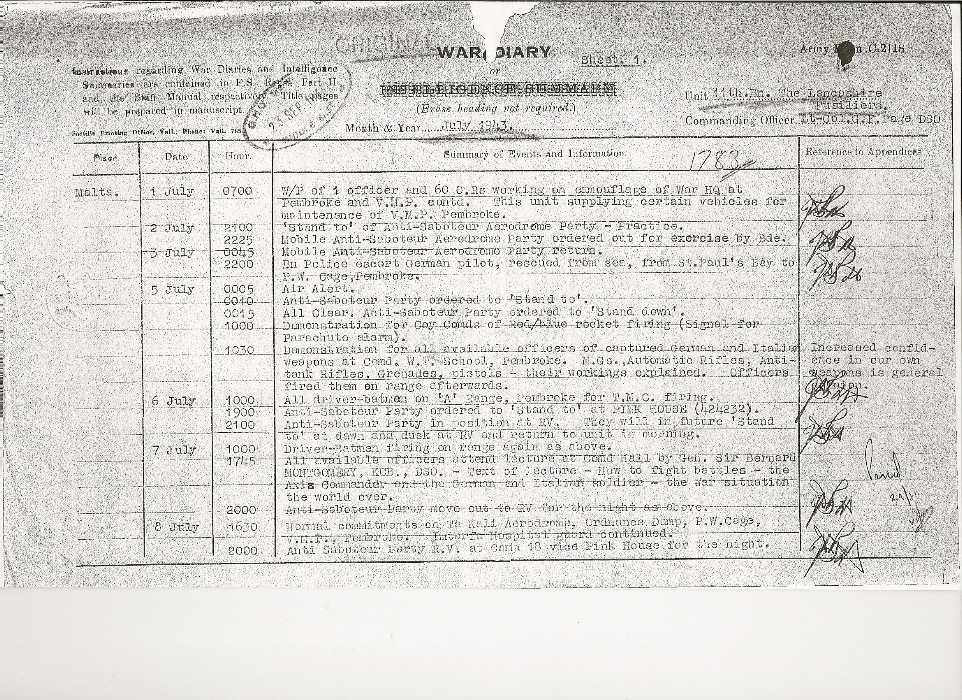 ORIGINAL
WAR DIARY
Army (C.2118
Sheet. 1.
Instructions regarding War Diaries and Intelligence
or
Summaries are contained in F.S. Part II
INTELLIGENCE SUMMARY
and the Staff Manual respectively. Title pages
(Erase heading not required.)
Unit 11th.Bn. The Lancashire
will be prepared in manuscript.
Fusiliers.
Month & Year.....July 1943.
Commanding Officer Lt-Col. Page DSO
Place
Date
Hour.
Summary of Events and Information
1783
Reference to Appendices
Malta. 1 July 0700 W/P of 1 officer and 60 O.Rs working on camouflage of War HQ at
Pembroke and V.M.P. contd. This unit supplying certain vehicles for
maintenance of V.M.P. Pembroke.
2 July 2100 'Stand to' of Anti-Saboteur Aerodrome Party - Practice.
2225 Mobile Anti-Saboteur Aerodrome Party ordered out for exercise by Bde.
3 July 0045 Mobile Anti-Saboteur Aerodrome Party return.
2200 Bn Police escort German pilot, rescued from sea, from St.Paul's Bay to
P.W. Cage,Pembroke.
5 July 0005 Air Alert.
0010 Anti-Saboteur Party ordered to 'Stand to'.
0015 All Clear. Anti-Saboteur Party ordered to 'Stand down'.
1000 Demonstration for Coy Comds of Red/blue rocket firing (Signal for
Parachute alarm).
1030 Demonstration for all available officers of captured German and Italian Increased confid-
weapons at Comd. W.T. School, Pembroke. M.Gs.,Automatic Rifles, Anti- ence in our own
tank Rifles, Grenades, pistols - their workings explained. Officers weapons is general
fired them on range afterwards. opinion.
6 July 1000 All driver-batmen on 'A' Range, Pembroke for T.M.C. firing.
1900 Anti-Saboteur Party ordered to 'Stand to' at PINK HOUSE (424232).
2100 Anti-Saboteur Party in position at RV. They will in future 'Stand
to' at dawn and dusk at RV and return to unit in morning.
7 July 1000 Driver-Batmen firing on range again as above.
1745 All available officers attend lecture at Comd Hall by Gen. Sir Bernard
MONTGOMERY, KCB., DSO. - Text of lecture - How to fight battles - the
Axis Commander and the German and Italian soldier - the war situation
the world over.
2000 Anti-Saboteur Party move out to RV for the night as above.
8 July 1630 Normal commitments on Ta Kali Aerodrome, Ordnance Dump, P.W.Cage,
V.M.P., Pembroke. Imtarfa Hospital guard continued.
2000 Anti Saboteur Party R.V. at Comn 18 vice Pink House for the night.